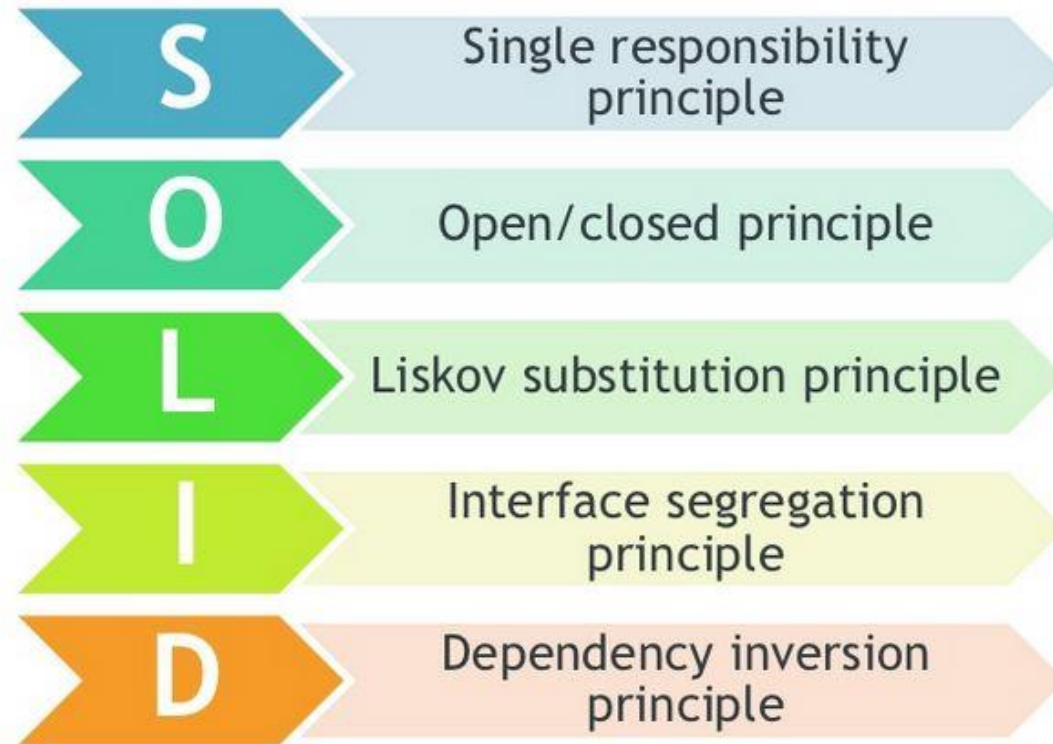 S
Single responsibility
principle
O
Open/closed principle
L
Liskov substitution principle
I
Interface segregation
principle
D
Dependency inversion
principle